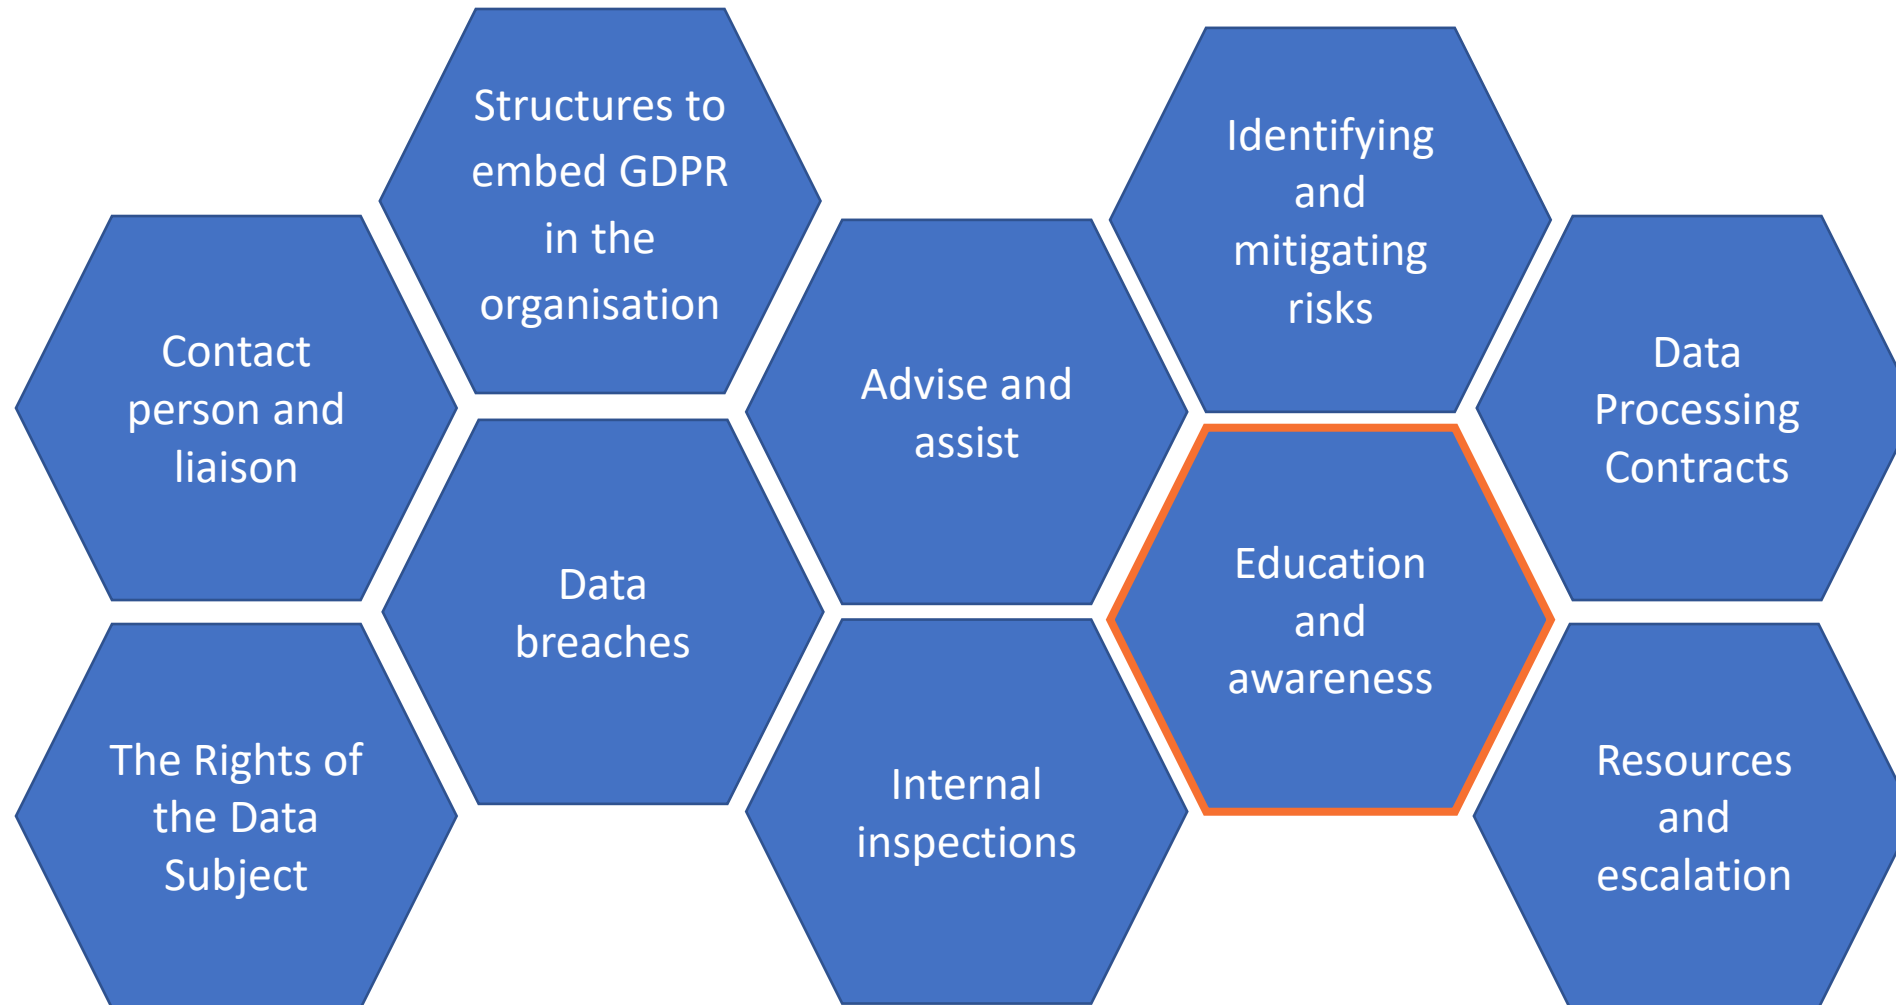 Structures to
embed GDPR
in the
organisation
Identifying
and
mitigating
risks
Contact
person and
liaison
Advise and
assist
Data
Processing
Contracts
Data
breaches
Education
and
awareness
The Rights of
the Data
Subject
Internal
inspections
Resources
and
escalation